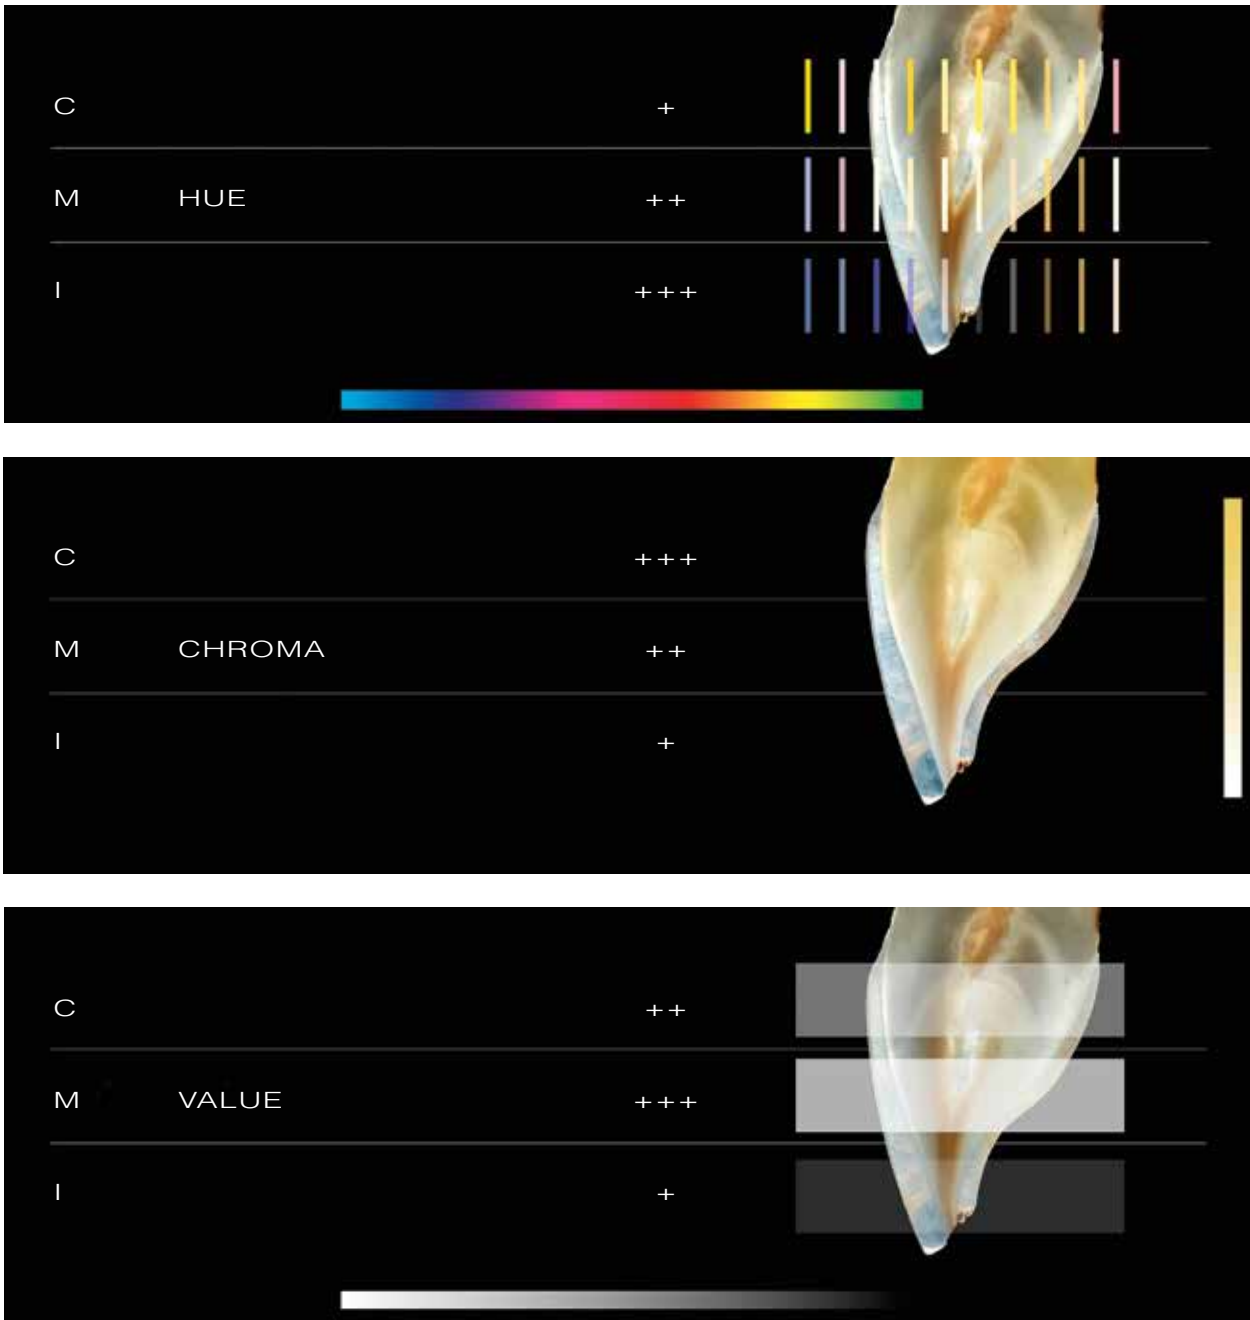 C +
M HUE ++
I +++
C +++
M CHROMA ++
I +
C ++
M VALUE +++
I +